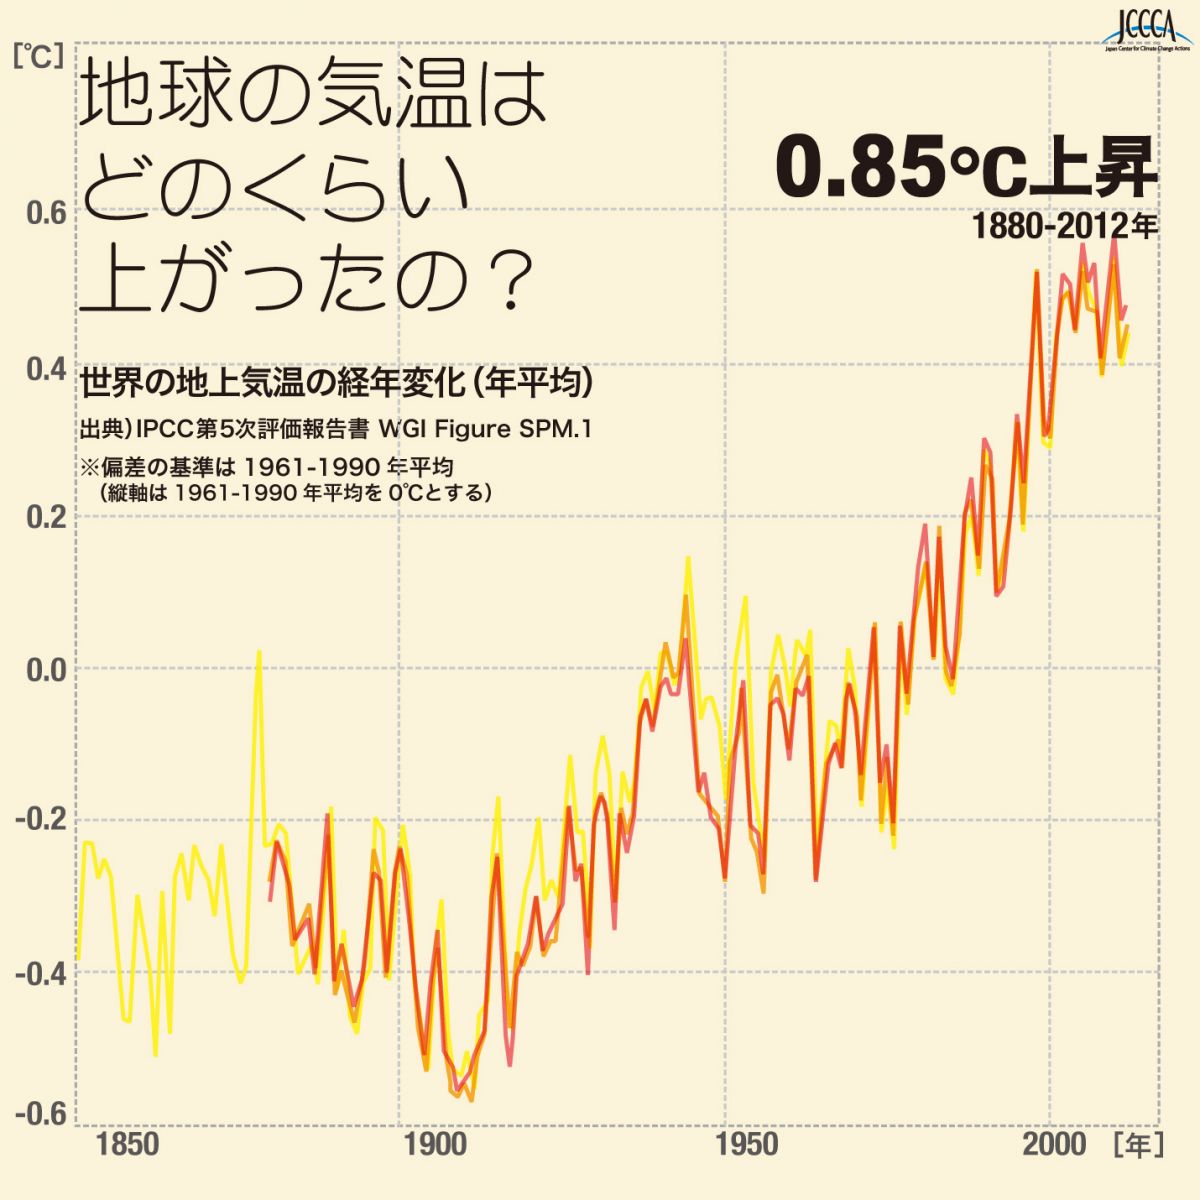 JCCCA
Japan Center for Climate Change Actions
[℃]
地球の気温は
どのくらい
上がったの？
0.85℃上昇
1880-2012年
世界の地上気温の経年変化（年平均）
出典）IPCC第5次評価報告書 WGI Figure SPM.1
※偏差の基準は 1961-1990 年平均
（縦軸は 1961-1990 年平均を 0℃とする）
0.6
0.4
0.2
0.0
-0.2
-0.4
-0.6
1850 1900 1950 2000 [年]